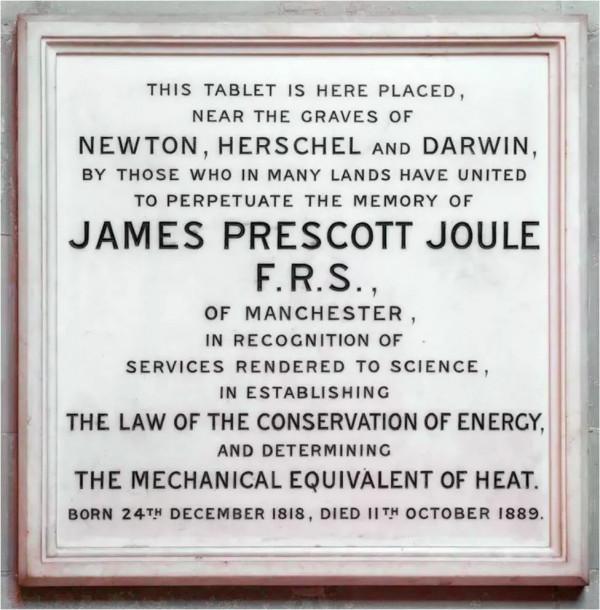 THIS TABLET IS HERE PLACED,
NEAR THE GRAVES OF
NEWTON, HERSCHEL AND DARWIN,
BY THOSE WHO IN MANY LANDS HAVE UNITED
TO PERPETUATE THE MEMORY OF
JAMES PRESCOTT JOULE
F.R.S.,
OF MANCHESTER,
IN RECOGNITION OF
SERVICES RENDERED TO SCIENCE,
IN ESTABLISHING
THE LAW OF THE CONSERVATION OF ENERGY,
AND DETERMINING
THE MECHANICAL EQUIVALENT OF HEAT.
BORN 24TH DECEMBER 1818, DIED 11TH OCTOBER 1889.